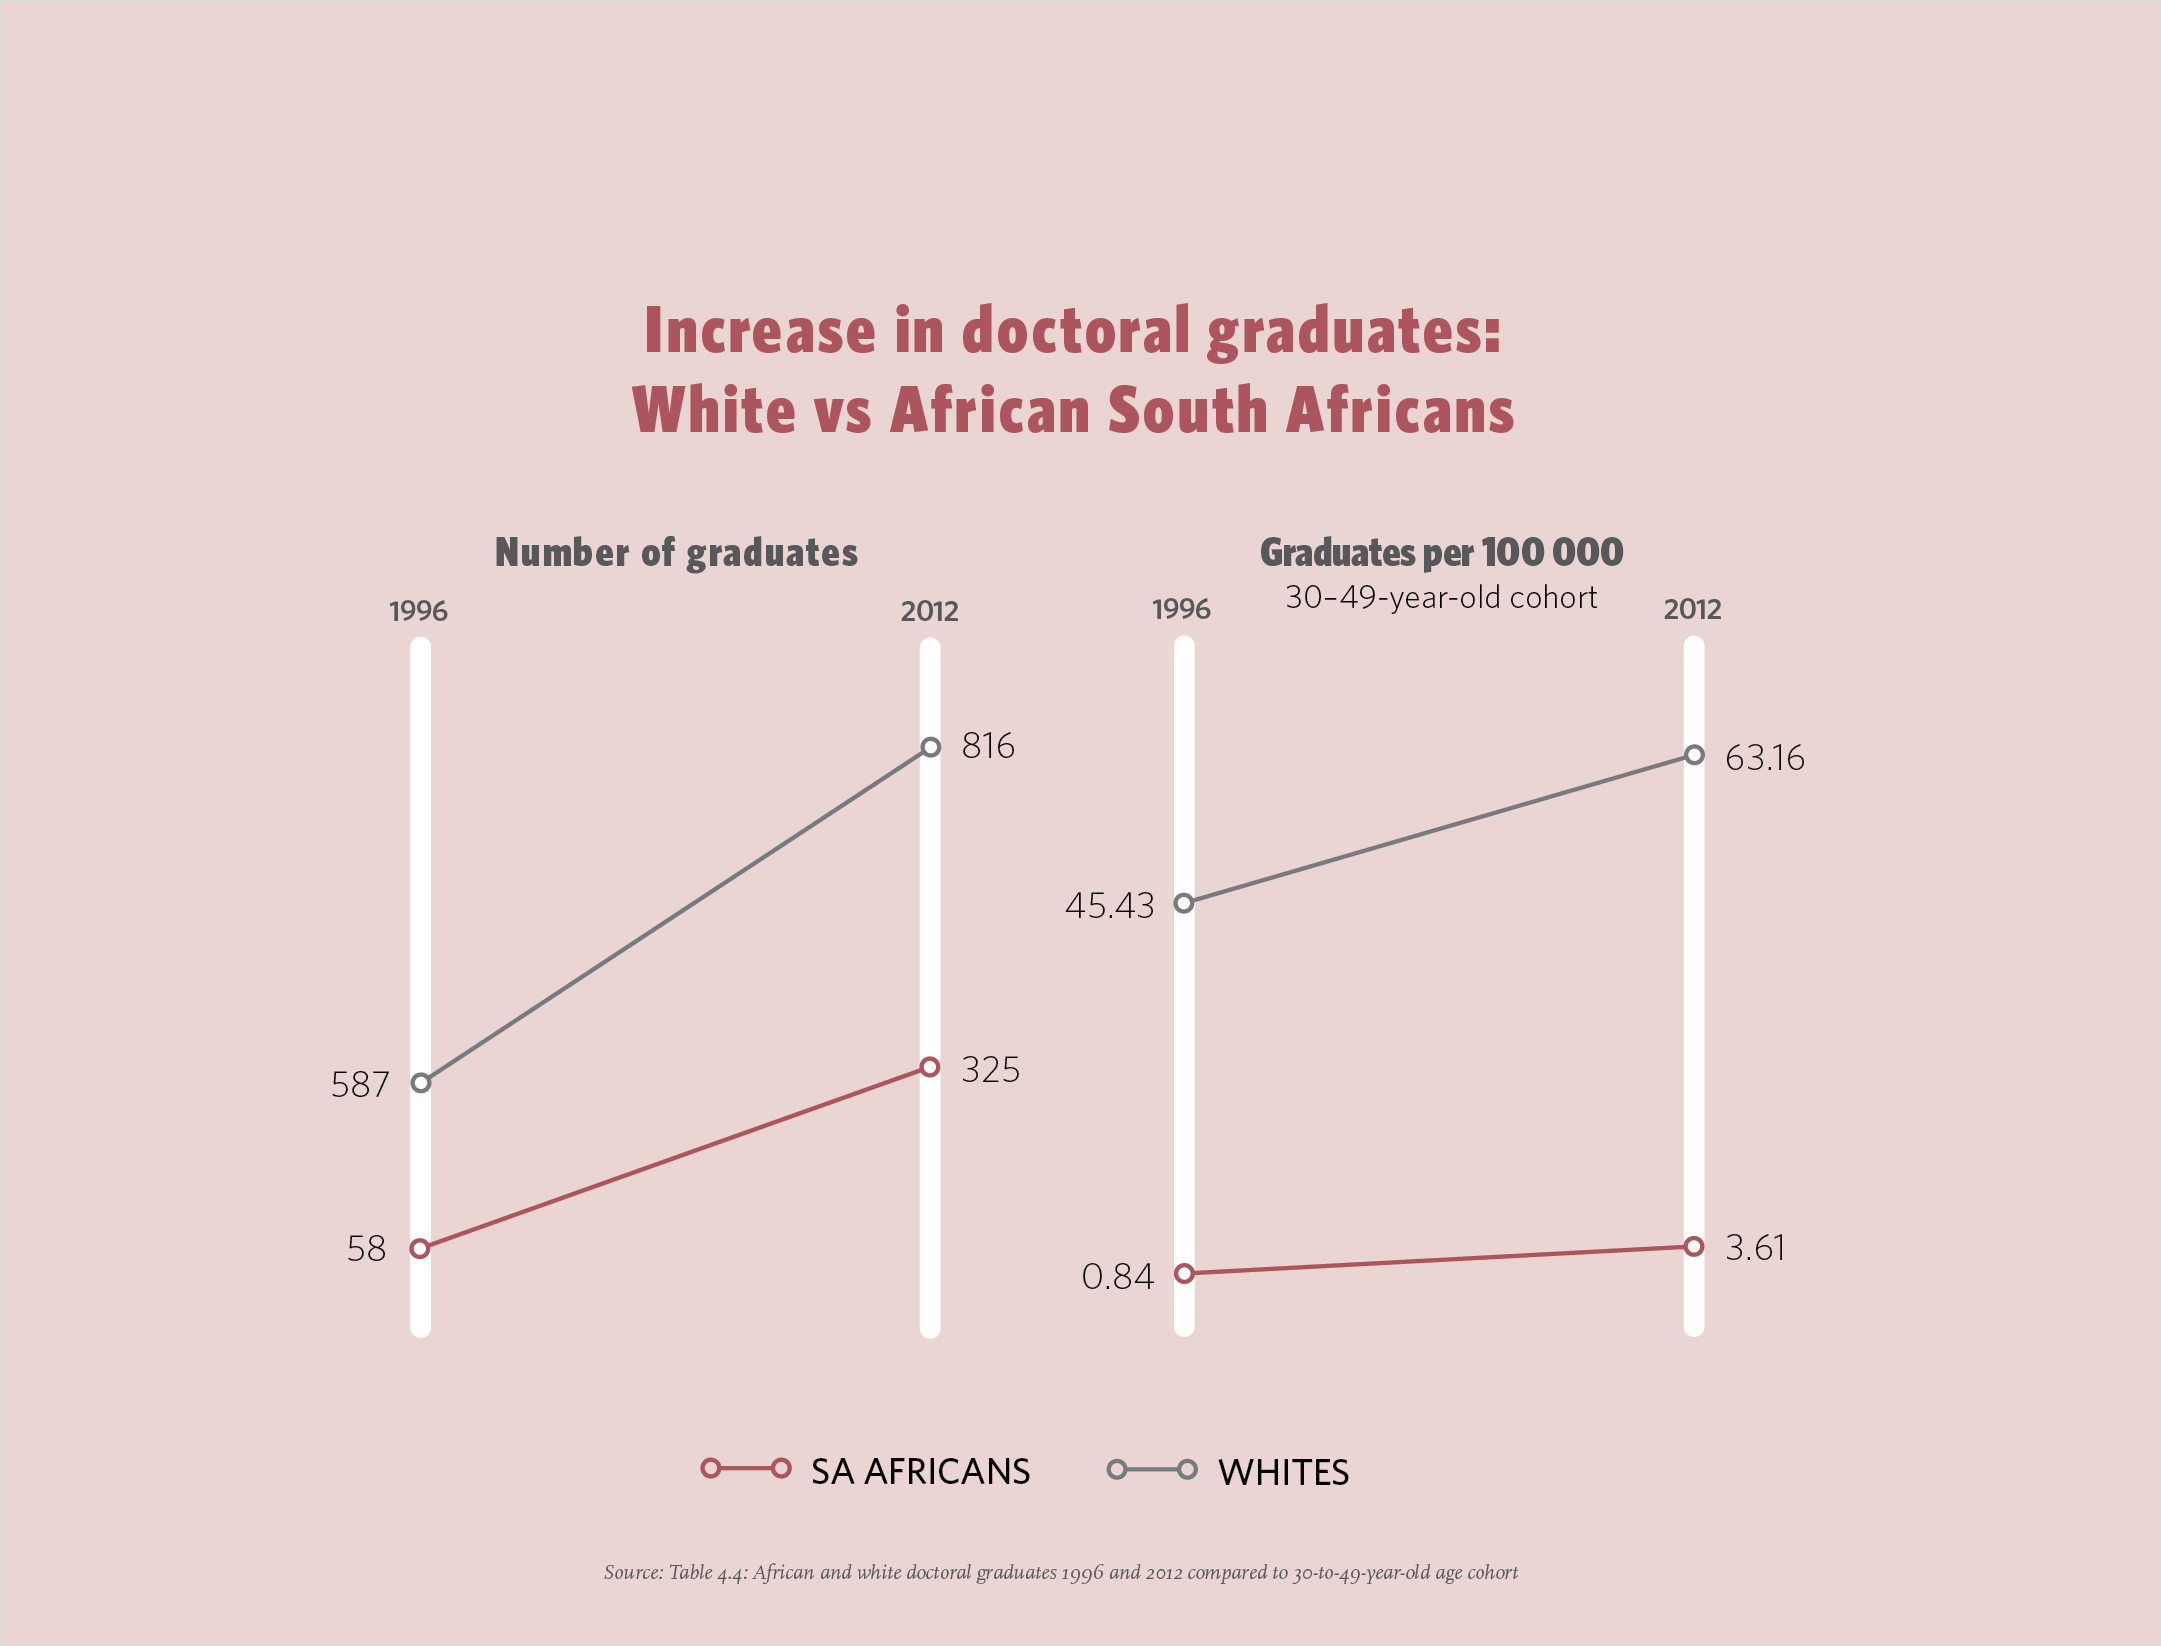 Increase in doctoral graduates:
White vs African South Africans
Number of graduates
1996
2012
816
587
325
58
Graduates per 100 000
30–49-year-old cohort
1996
2012
63.16
45.43
3.61
0.84
SA AFRICANS
WHITES
Source: Table 4.4: African and white doctoral graduates 1996 and 2012 compared to 30-to-49-year-old age cohort